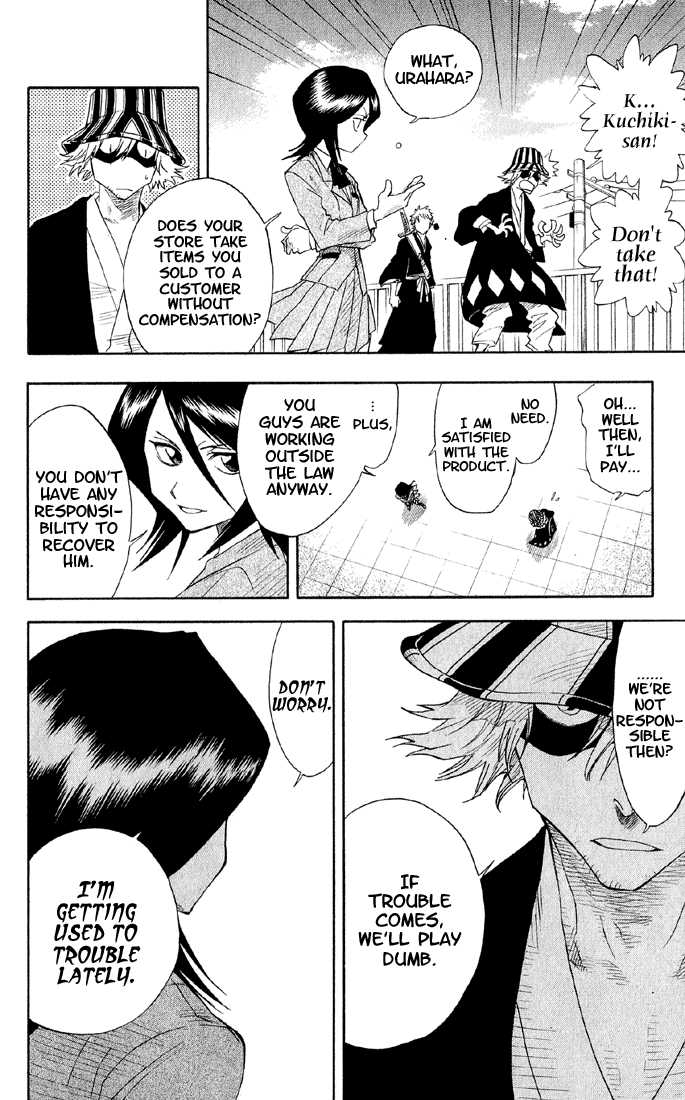 K...
Kuchiki-
san!
Don't
take
that!
WHAT,
URAHARA?
DOES YOUR
STORE TAKE
ITEMS YOU
SOLD TO A
CUSTOMER
WITHOUT
COMPENSATION?
OH...
WELL
THEN,
I'LL
PAY...
NO
NEED.
I AM
SATISFIED
WITH THE
PRODUCT.
...
PLUS,
YOU
GUYS ARE
WORKING
OUTSIDE
THE LAW
ANYWAY.
YOU DON'T
HAVE ANY
RESPONSI-
BILITY TO
RECOVER
HIM.
......
WE'RE
NOT
RESPON-
SIBLE
THEN?
IF
TROUBLE
COMES,
WE'LL PLAY
DUMB.
DON'T
WORRY.
I'M
GETTING
USED TO
TROUBLE
LATELY.